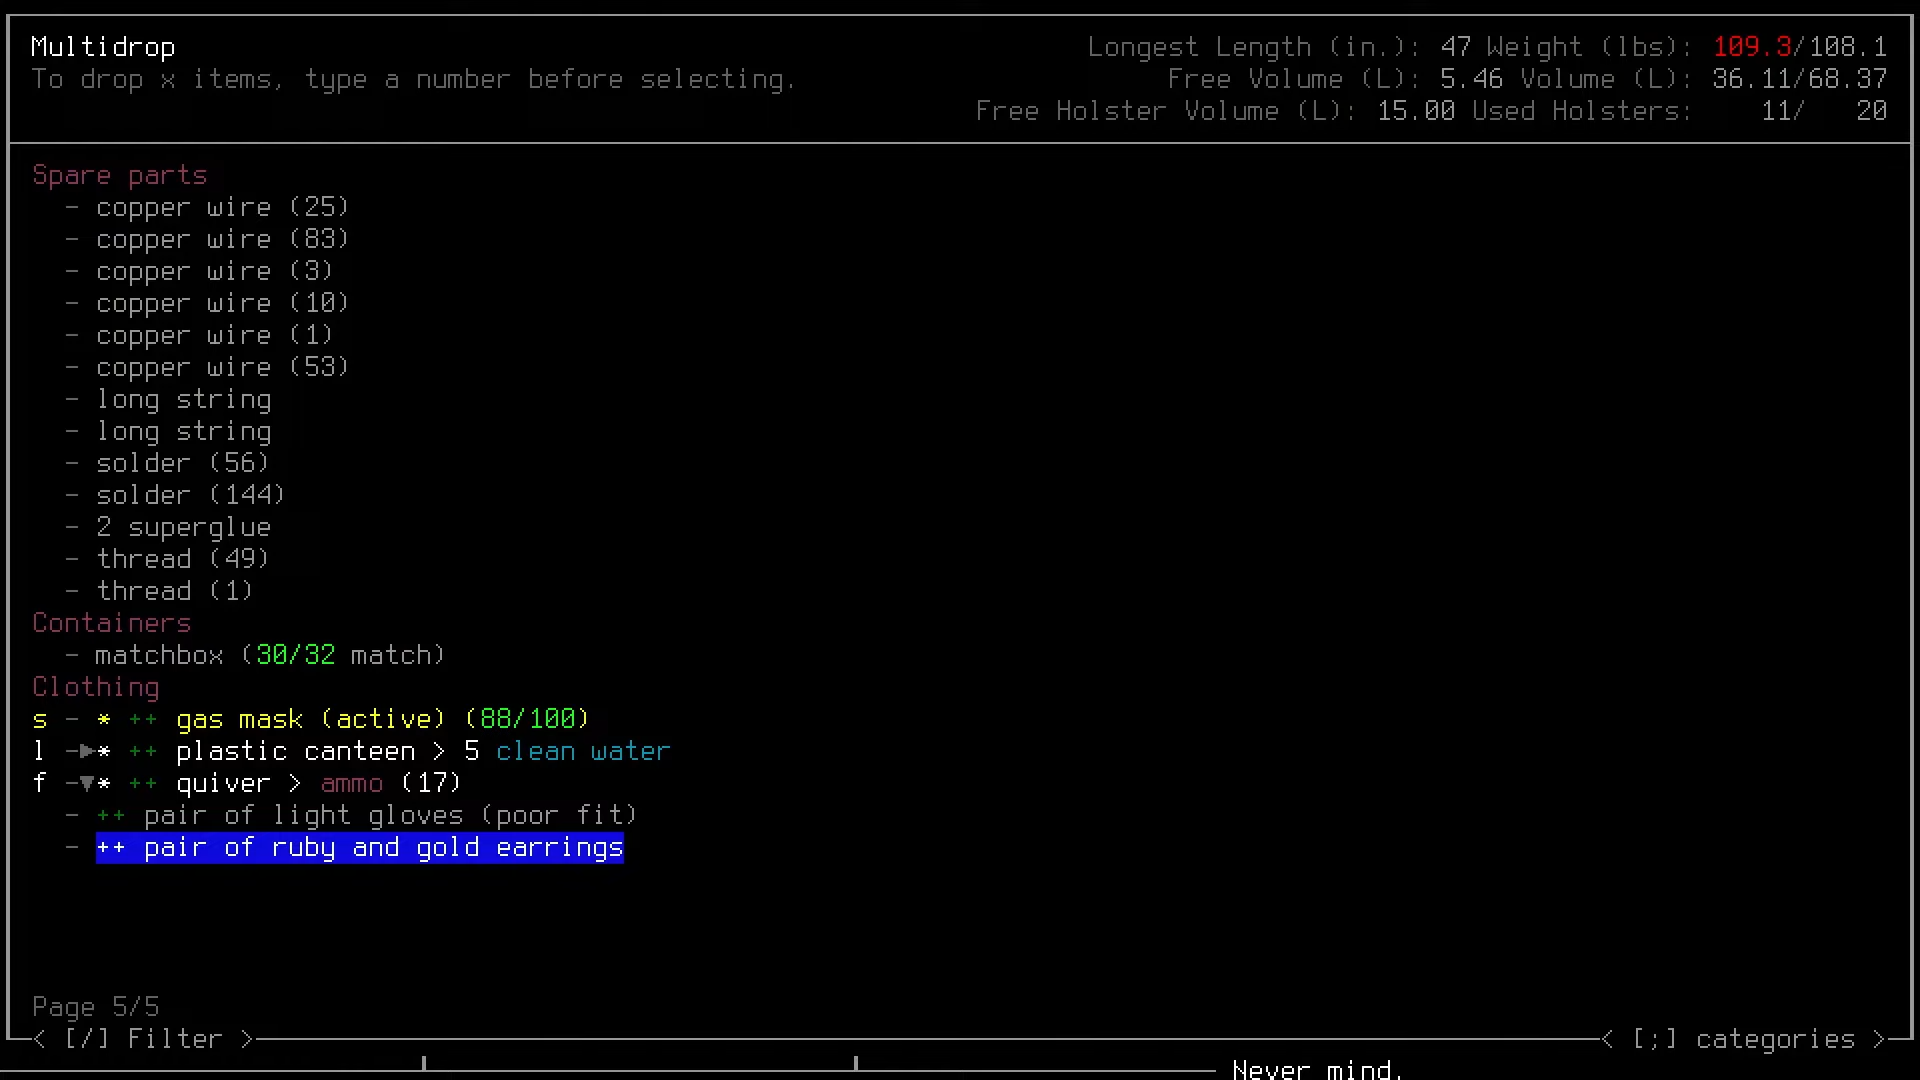 Multidrop Longest Length (in.): 47 Weight (lbs): 109.3/108.1
To drop x items, type a number before selecting. Free Volume (L): 5.46 Volume (L): 36.11/68.37
Free Holster Volume (L): 15.00 Used Holsters: 11/ 20
Spare parts
- copper wire (25)
- copper wire (83)
- copper wire (3)
- copper wire (10)
- copper wire (1)
- copper wire (53)
- long string
- long string
- solder (56)
- solder (144)
- 2 superglue
- thread (49)
- thread (1)
Containers
- matchbox (30/32 match)
Clothing
s - * ++ gas mask (active) (88/100)
l -▶* ++ plastic canteen > 5 clean water
f -▼* ++ quiver > ammo (17)
- ++ pair of light gloves (poor fit)
- ++ pair of ruby and gold earrings
Page 5/5
< [/] Filter > < [;] categories >
Never mind.